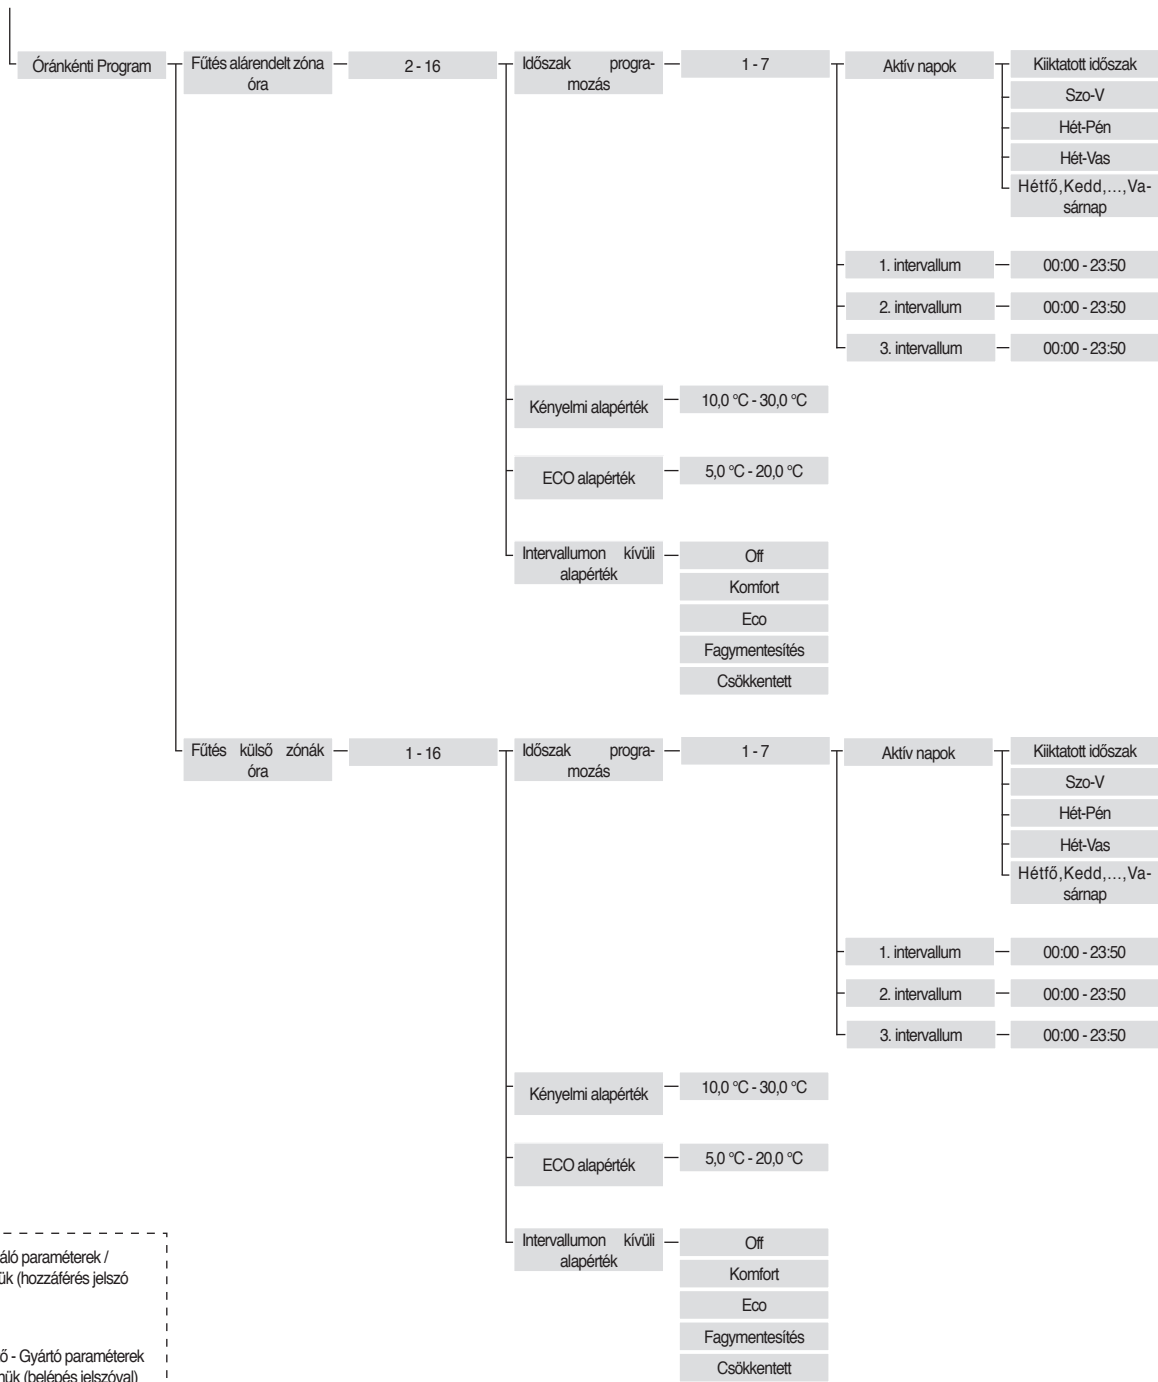 Óránkénti Program
Fűtés alárendelt zóna
óra
2 - 16
Időszak progra-
mozás
1 - 7
Aktív napok
Kiiktatott időszak
Szo-V
Hét-Pén
Hét-Vas
Hétfő,Kedd,...,Va-
sárnap
1. intervallum
00:00 - 23:50
2. intervallum
00:00 - 23:50
3. intervallum
00:00 - 23:50
Kényelmi alapérték
10,0 °C - 30,0 °C
ECO alapérték
5,0 °C - 20,0 °C
Intervallumon kívüli
alapérték
Off
Komfort
Eco
Fagymentesítés
Csökkentett
Fűtés külső zónák
óra
1 - 16
Időszak progra-
mozás
1 - 7
Aktív napok
Kiiktatott időszak
Szo-V
Hét-Pén
Hét-Vas
Hétfő,Kedd,...,Va-
sárnap
1. intervallum
00:00 - 23:50
2. intervallum
00:00 - 23:50
3. intervallum
00:00 - 23:50
Kényelmi alapérték
10,0 °C - 30,0 °C
ECO alapérték
5,0 °C - 20,0 °C
Intervallumon kívüli
alapérték
Off
Komfort
Eco
Fagymentesítés
Csökkentett
paraméterek /
(hozzáférés jelszó
- Gyártó paraméterek
(belépés jelszóval)